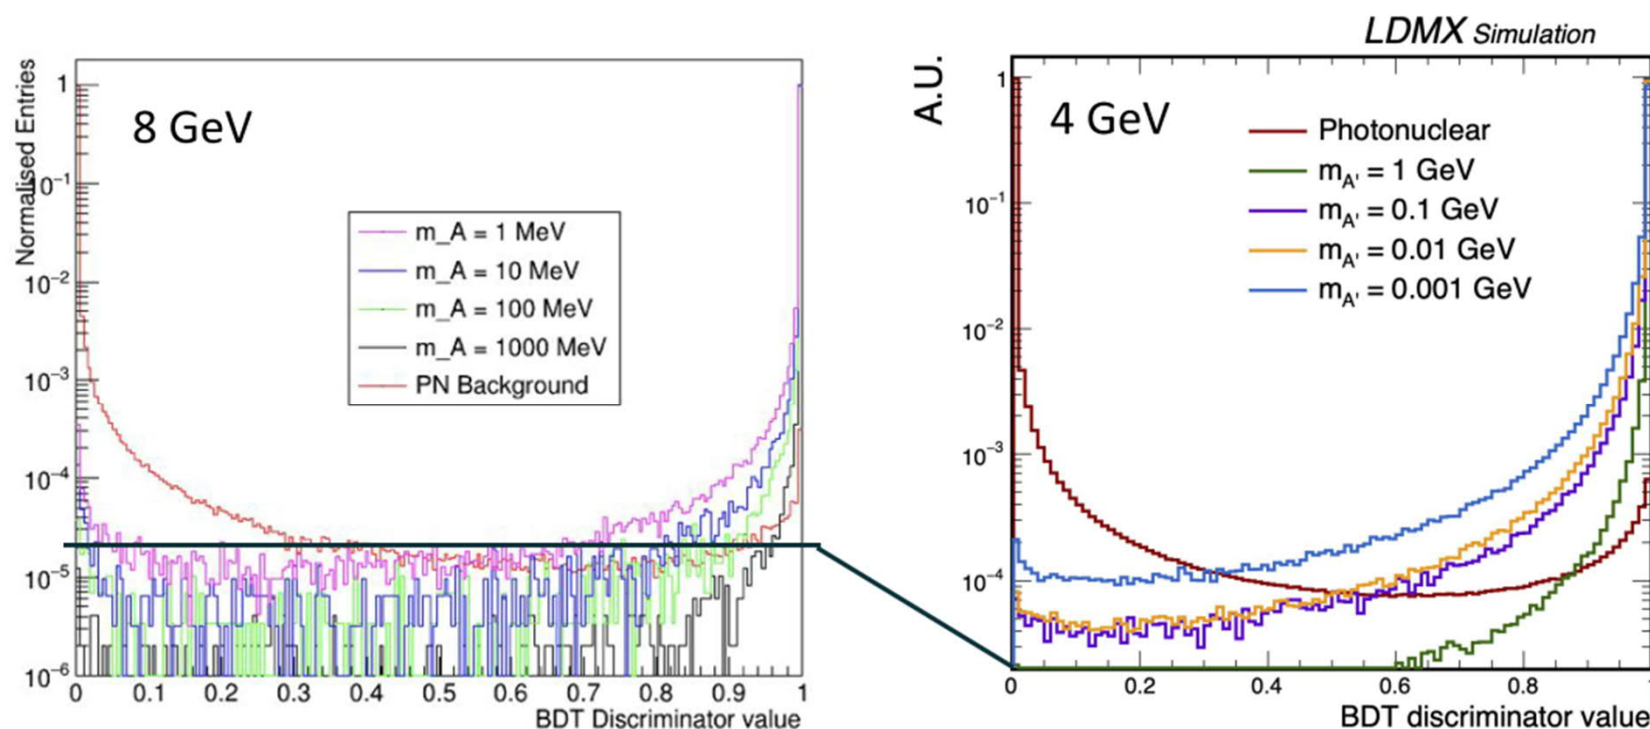 Normalised Entries
8 GeV
1
10⁻¹
10⁻²
10⁻³
10⁻⁴
10⁻⁵
10⁻⁶
m_A = 1 MeV
m_A = 10 MeV
m_A = 100 MeV
m_A = 1000 MeV
PN Background
0 0.1 0.2 0.3 0.4 0.5 0.6 0.7 0.8 0.9 1
BDT Discriminator value
LDMX Simulation
A.U.
4 GeV
1
10⁻¹
10⁻²
10⁻³
10⁻⁴
Photonuclear
m_A' = 1 GeV
m_A' = 0.1 GeV
m_A' = 0.01 GeV
m_A' = 0.001 GeV
0 0.2 0.4 0.6 0.8
BDT discriminator value